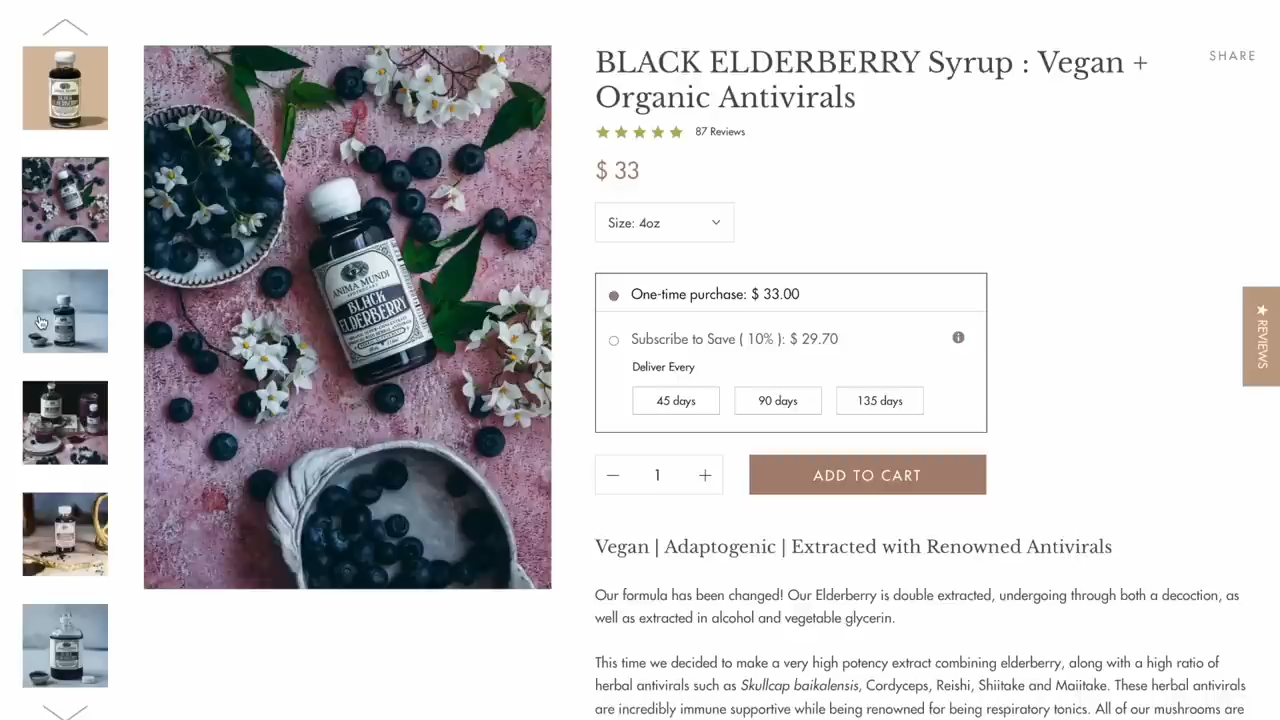 BLACK ELDERBERRY Syrup : Vegan +
Organic Antivirals
SHARE
87 Reviews
$ 33
Size: 4oz
One-time purchase: $ 33.00
Subscribe to Save ( 10% ): $ 29.70
Deliver Every
45 days
90 days
135 days
1
ADD TO CART
REVIEWS
Vegan | Adaptogenic | Extracted with Renowned Antivirals
Our formula has been changed! Our Elderberry is double extracted, undergoing through both a decoction, as
well as extracted in alcohol and vegetable glycerin.
This time we decided to make a very high potency extract combining elderberry, along with a high ratio of
herbal antivirals such as Skullcap baikalensis, Cordyceps, Reishi, Shiitake and Maiitake. These herbal antivirals
are incredibly immune supportive while being renowned for being respiratory tonics. All of our mushrooms are
ANIMA MUNDI
APOTHECARY
BLACK
ELDERBERRY